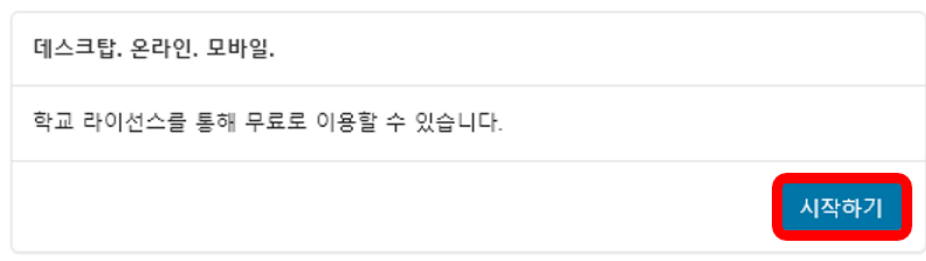 데스크탑. 온라인. 모바일.
학교 라이선스를 통해 무료로 이용할 수 있습니다.
시작하기